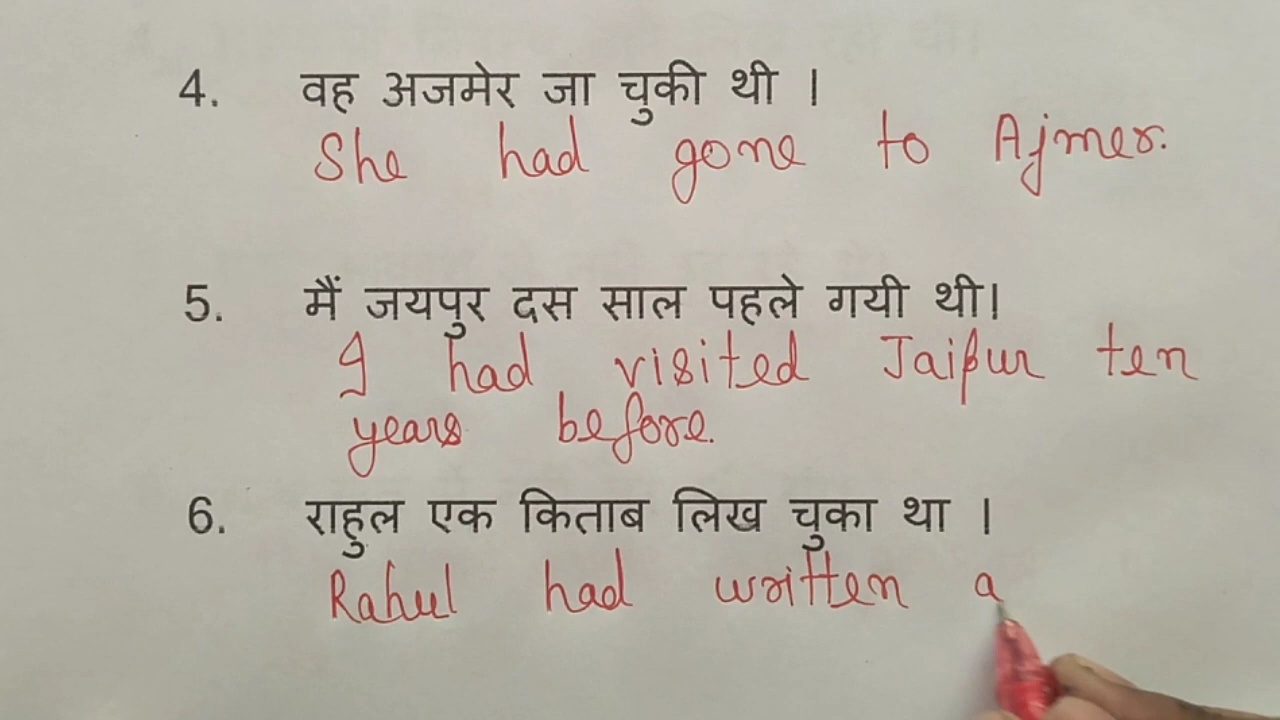 4. वह अजमेर जा चुकी थी ।
She had gone to Ajmer.
5. मैं जयपुर दस साल पहले गयी थी।
I had visited Jaipur ten
years before.
6. राहुल एक किताब लिख चुका था ।
Rahul had written a